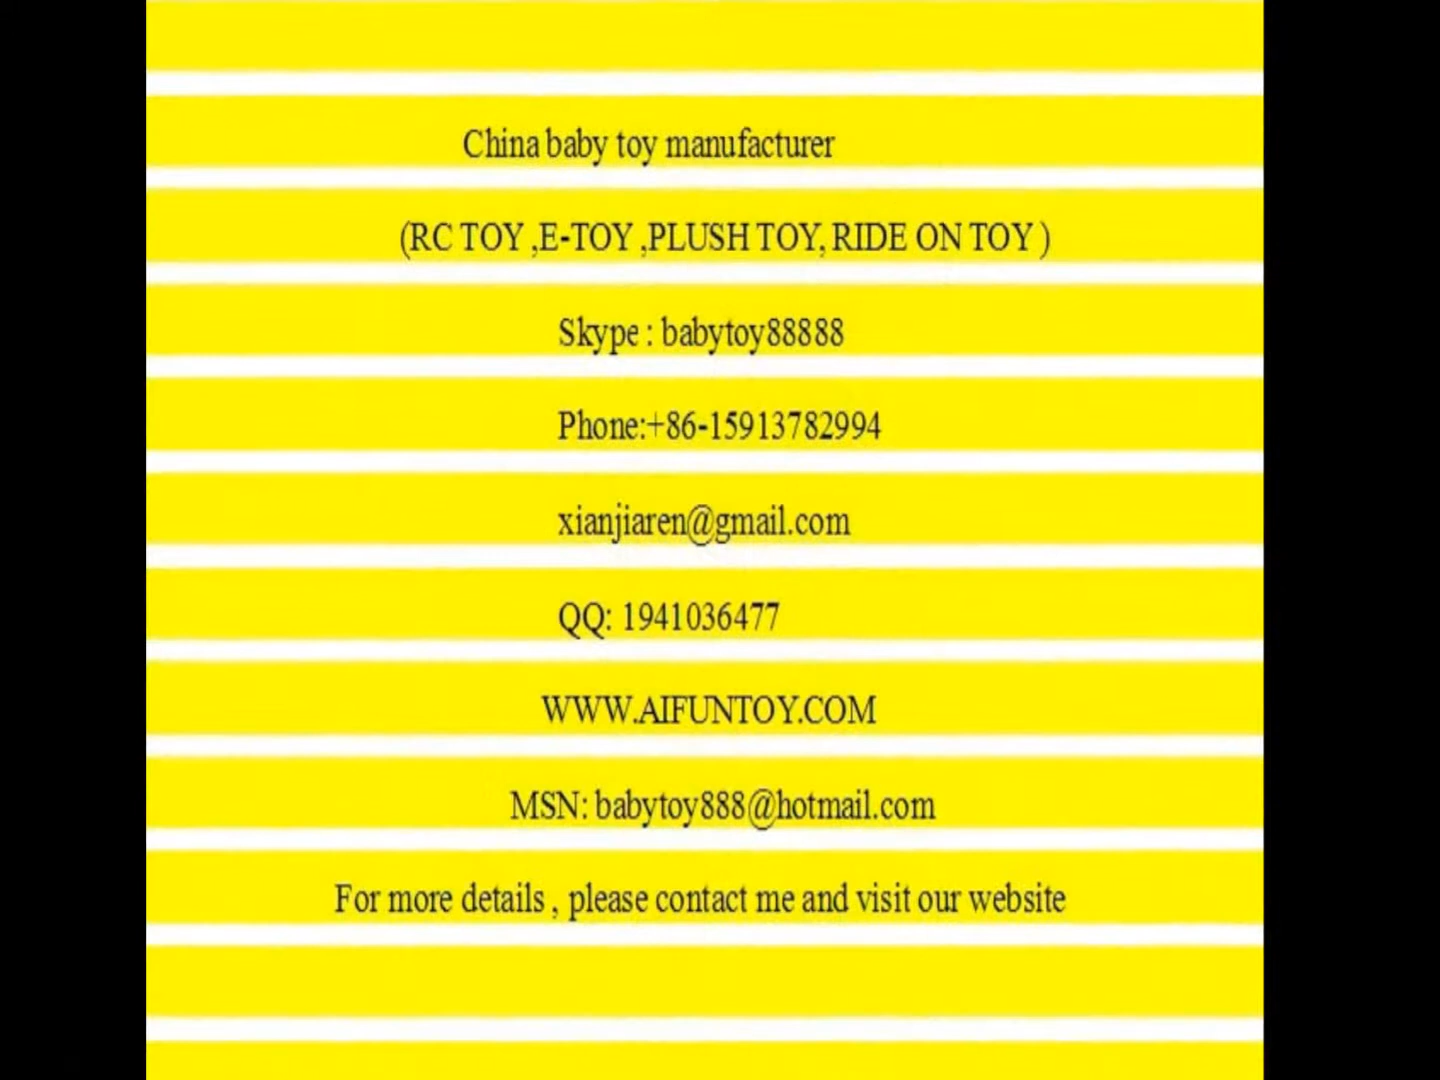 China baby toy manufacturer
(RC TOY ,E-TOY ,PLUSH TOY, RIDE ON TOY )
Skype : babytoy88888
Phone:+86-15913782994
xianjiaren@gmail.com
QQ: 1941036477
WWW.AIFUNTOY.COM
MSN: babytoy888@hotmail.com
For more details , please contact me and visit our website